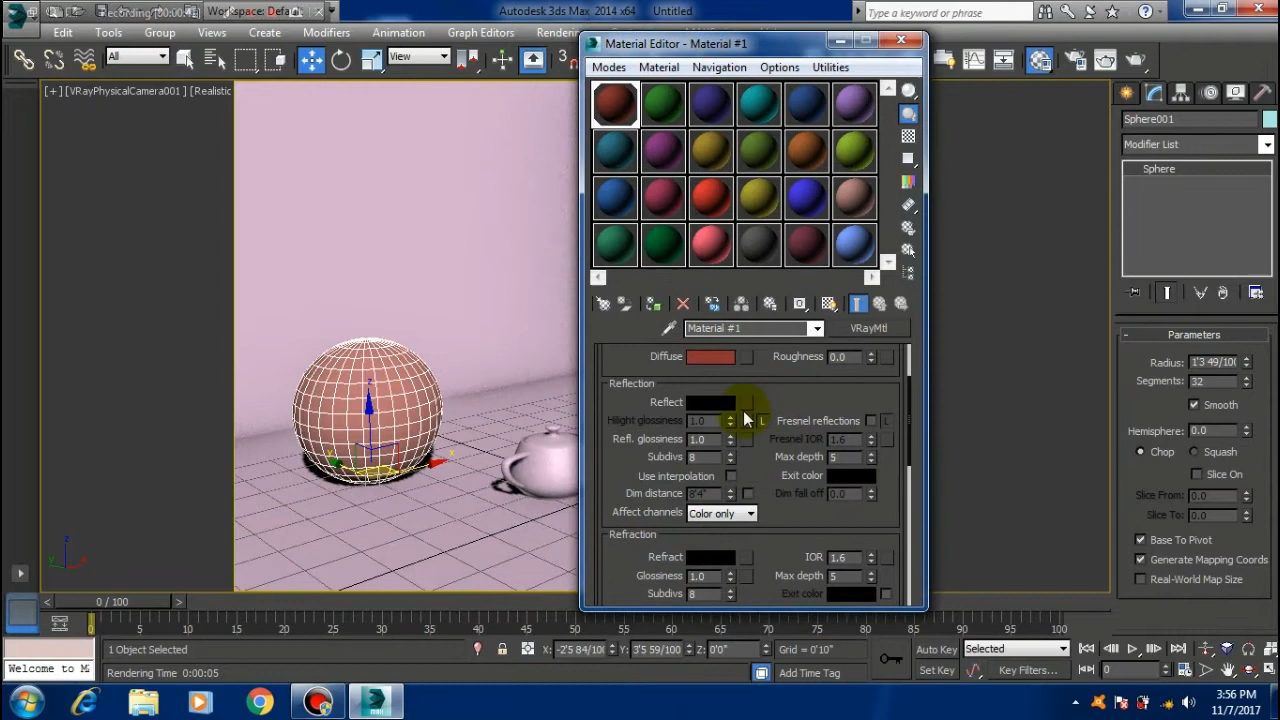 Recording [00:00:4
Workspace: Default
Autodesk 3ds Max 2014 x64 Untitled
Type a keyword or phrase
Edit Tools Group Views Create Modifiers Animation Graph Editors Rendering
All
View
Material Editor - Material #1
Modes Material Navigation Options Utilities
[+] [VRayPhysicalCamera001 ] [Realistic
Material #1
VRayMtl
Diffuse
Roughness 0.0
Reflection
Reflect
Hilight glossiness 1.0
L
Fresnel reflections
L
Refl. glossiness 1.0
Fresnel IOR 1.6
Subdivs 8
Max depth 5
Use interpolation
Exit color
Dim distance 8'4"
Dim fall off 0.0
Affect channels Color only
Refraction
Refract
IOR 1.6
Glossiness 1.0
Max depth 5
Subdivs 8
Exit color
Sphere001
Modifier List
Sphere
- Parameters
Radius: 1'3 49/100
Segments: 32
Smooth
Hemisphere: 0.0
Chop Squash
Slice On
Slice From: 0.0
Slice To: 0.0
Base To Pivot
Generate Mapping Coords
Real-World Map Size
z
x
y
z
y
x
< 0 / 100 >
0 5 10 15 20 25 30 35 40 45 50 55 60 65 70 75 80 85 90 95 100
1 Object Selected
X: -2'5 84/100 Y: 3'5 59/100 Z: 0'0"
Grid = 0'10"
Auto Key
Selected
Welcome to M
Rendering Time 0:00:05
Add Time Tag
Set Key
Key Filters...
0
3:56 PM
11/7/2017